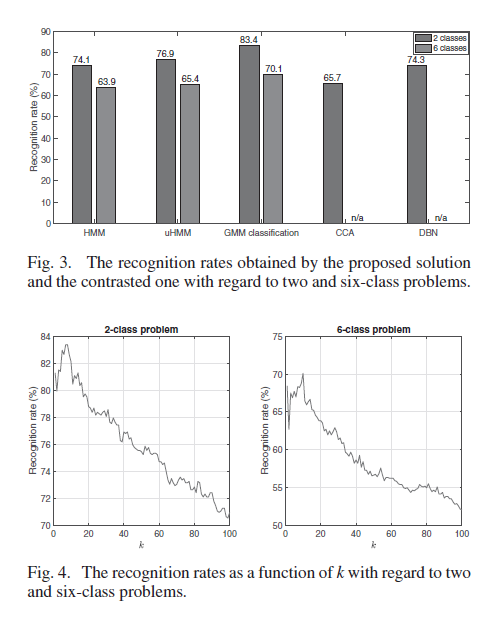 90
80
70
60
50
40
30
20
10
0
Recognition rate (%)
74.1
63.9
76.9
65.4
83.4
70.1
65.7
n/a
74.3
n/a
2 classes
6 classes
HMM
uHMM
GMM classification
CCA
DBN
Fig. 3. The recognition rates obtained by the proposed solution
and the contrasted one with regard to two and six-class problems.
2-class problem
84
82
80
78
76
74
72
70
Recognition rate (%)
0 20 40 60 80 100
k
6-class problem
75
70
65
60
55
50
Recognition rate (%)
0 20 40 60 80 100
k
Fig. 4. The recognition rates as a function of k with regard to two
and six-class problems.